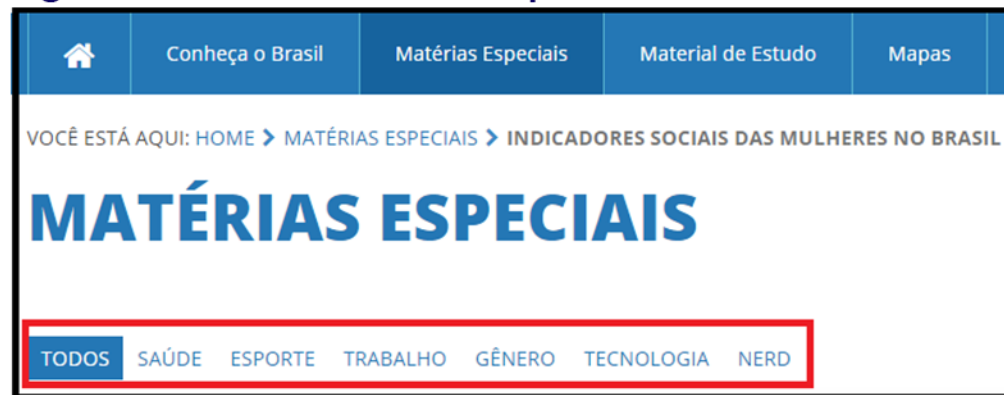 Conheça o Brasil Matérias Especiais Material de Estudo Mapas
VOCÊ ESTÁ AQUI: HOME > MATÉRIAS ESPECIAIS > INDICADORES SOCIAIS DAS MULHERES NO BRASIL
MATÉRIAS ESPECIAIS
TODOS SAÚDE ESPORTE TRABALHO GÊNERO TECNOLOGIA NERD